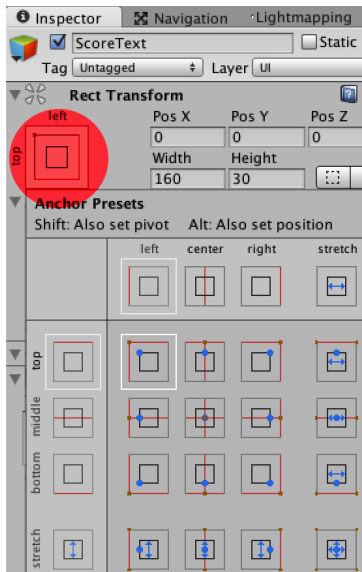 Inspector Navigation Lightmapping
ScoreText Static
Tag Untagged Layer UI
Rect Transform
left Pos X Pos Y Pos Z
top 0 0 0
Width Height
160 30
Anchor Presets
Shift: Also set pivot Alt: Also set position
left center right stretch
top
middle
bottom
stretch